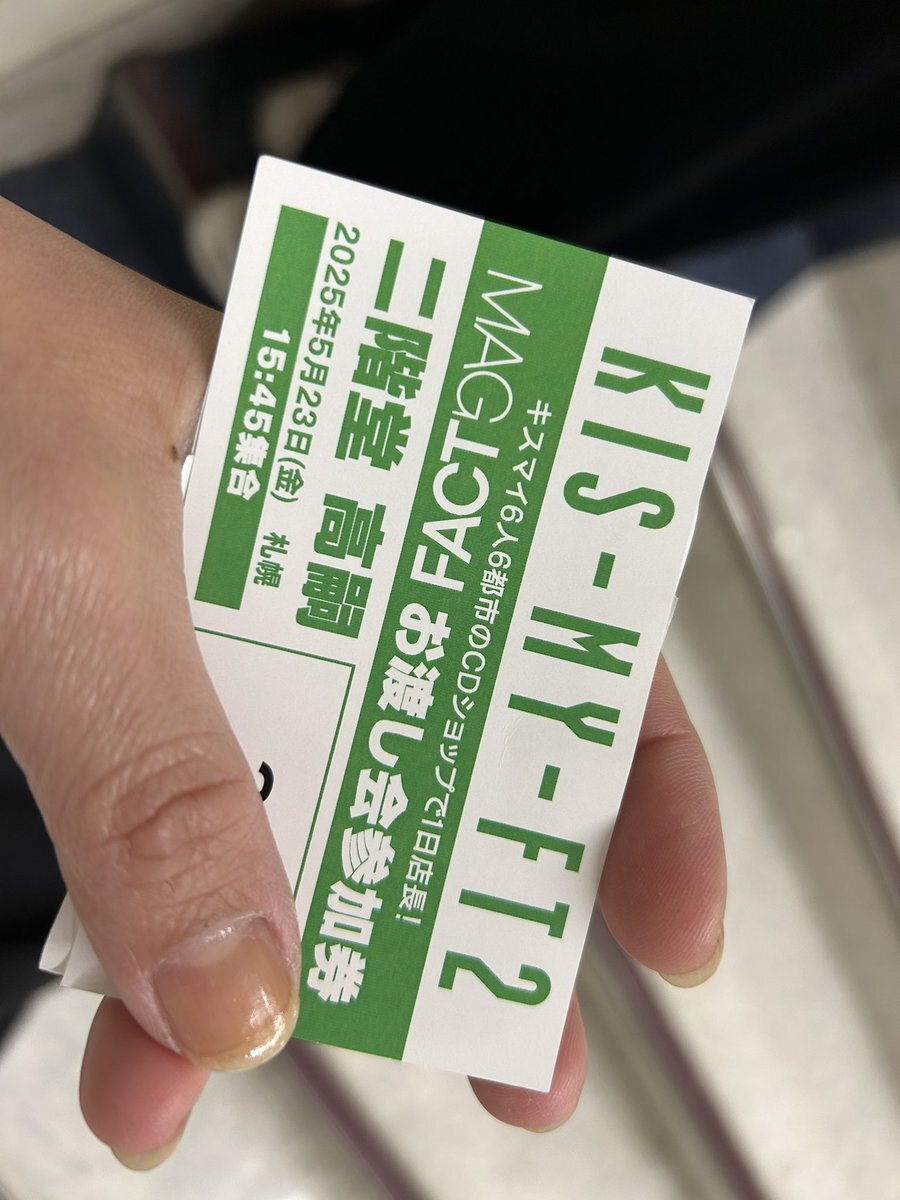 KIS-MY-FT2
キスマイ6人6都市のCDショップで1日店長!
MAG.FACT お渡し会参加券
二階堂 高嗣
2025年5月23日(金) 札幌
15:45集合